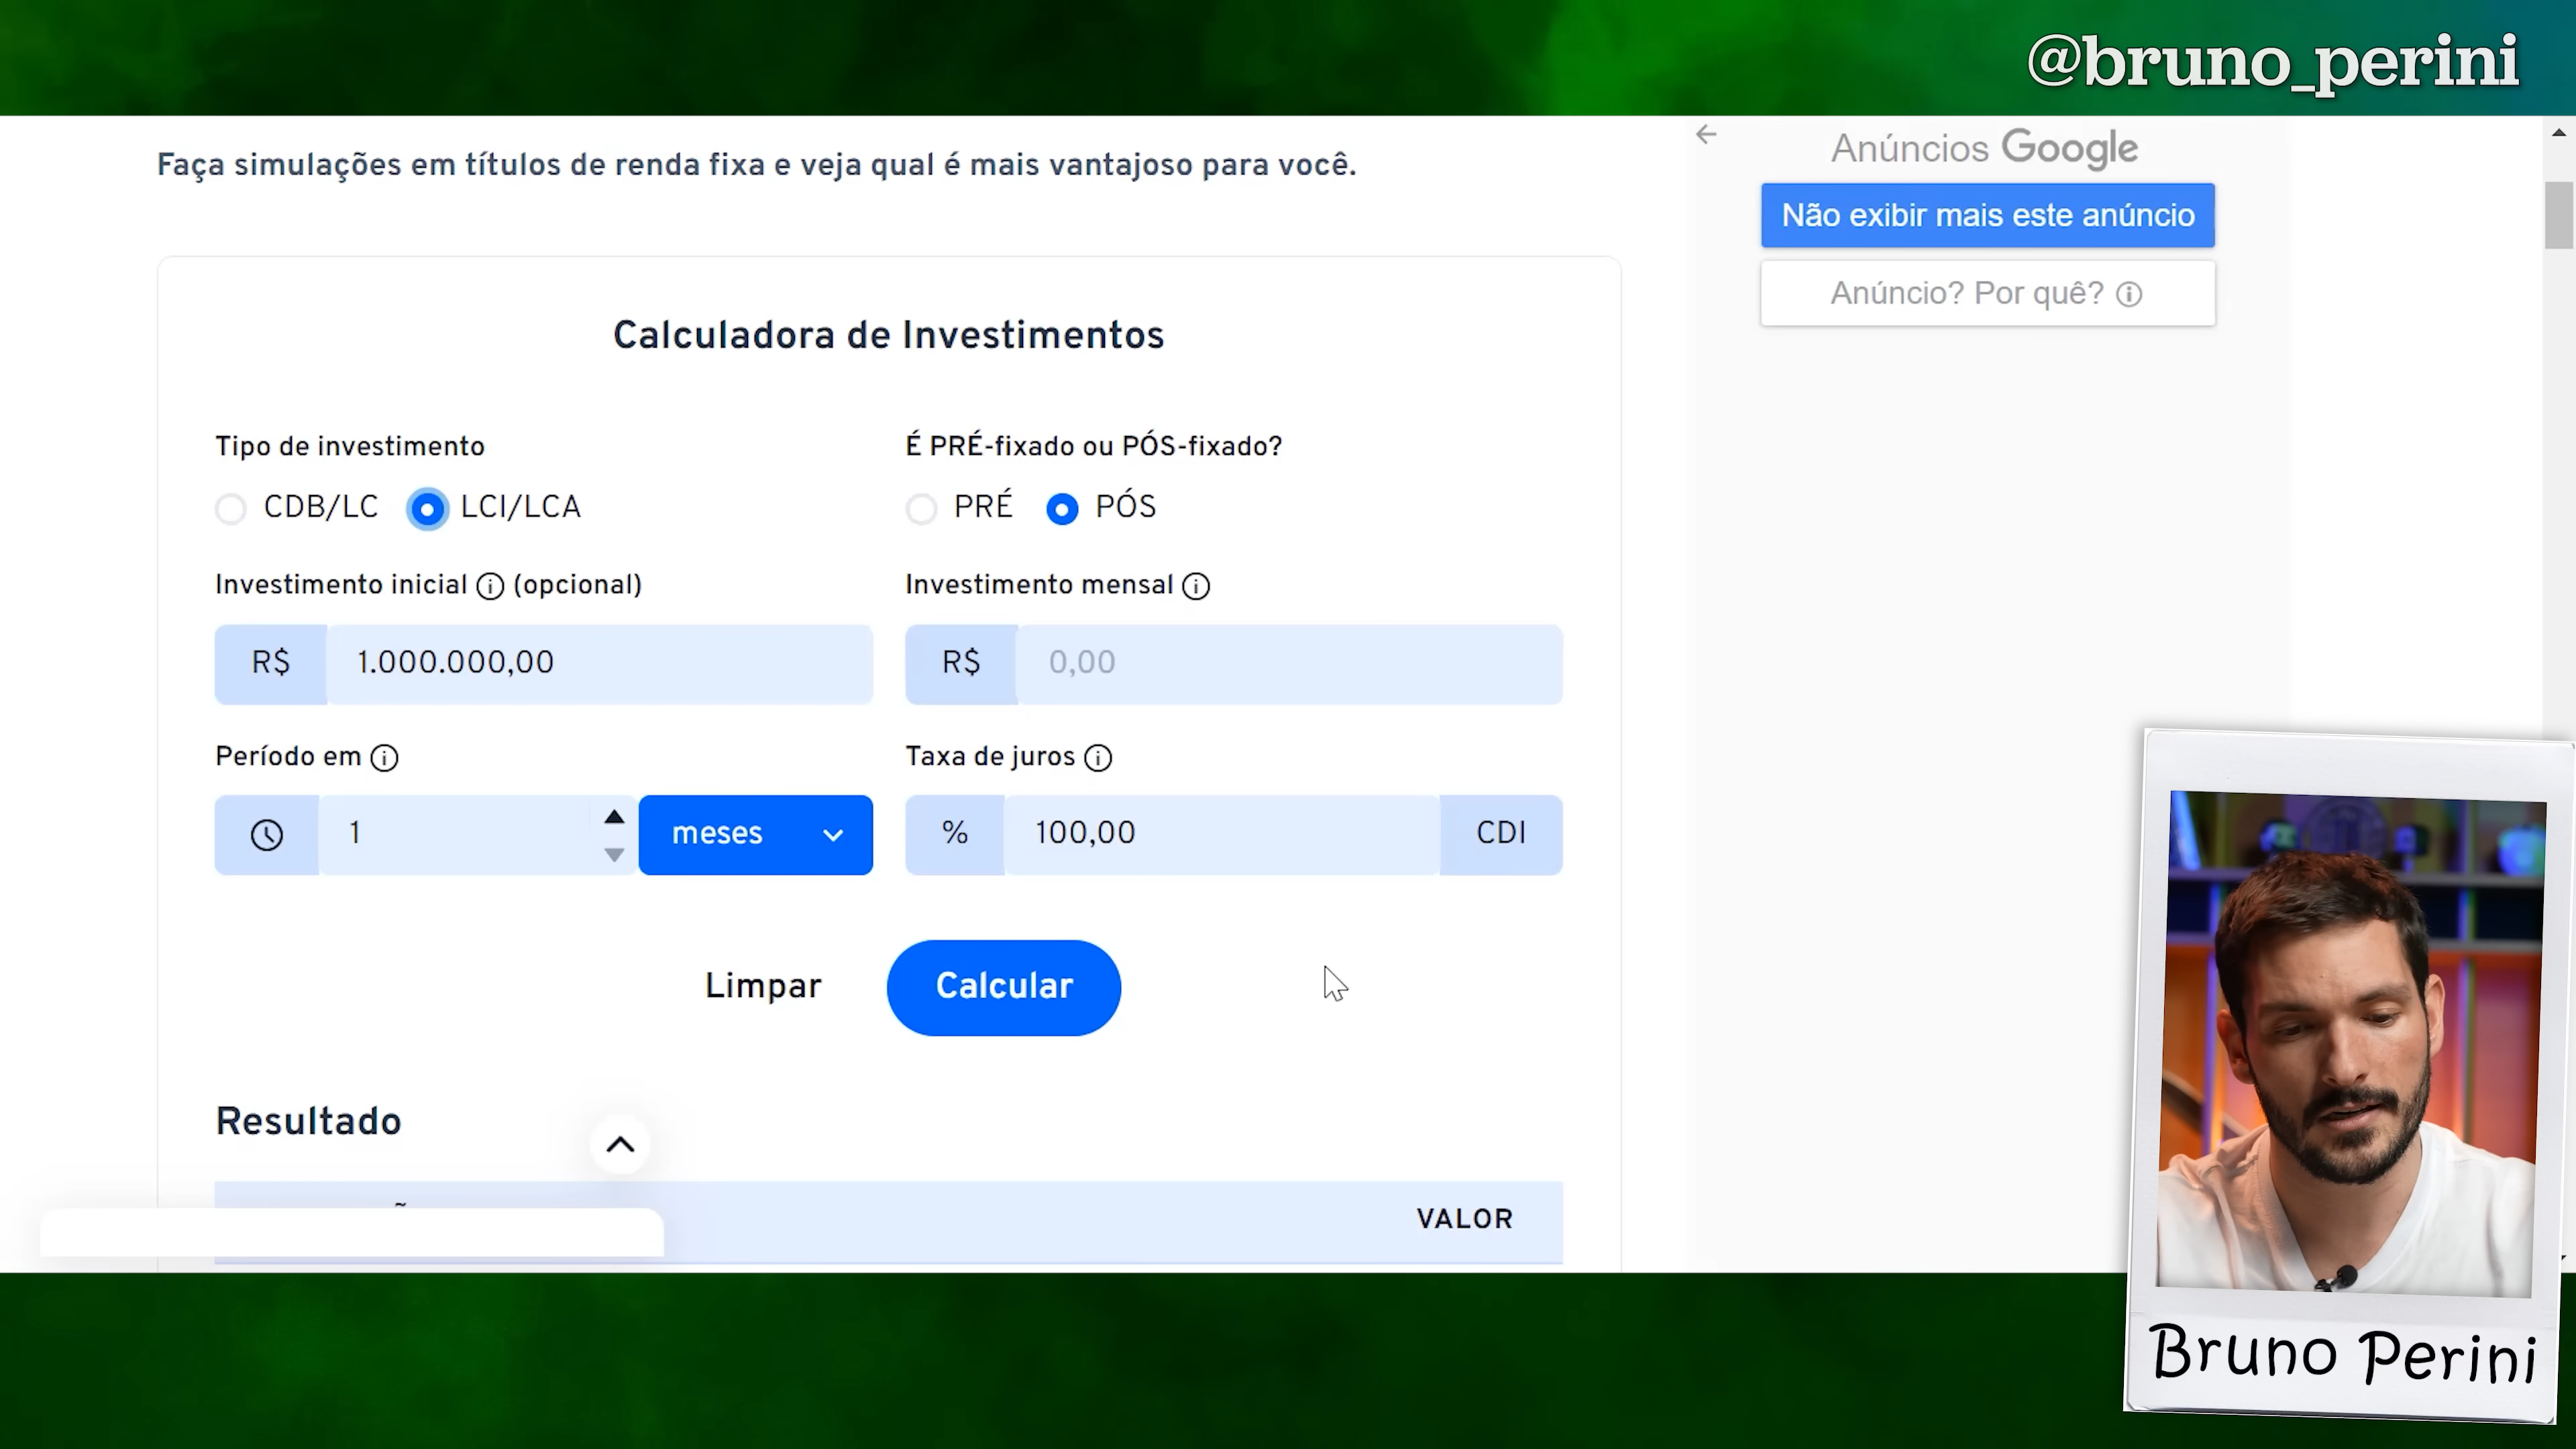 @bruno_perini
Faça simulações em títulos de renda fixa e veja qual é mais vantajoso para você.
Anúncios Google
Não exibir mais este anúncio
Anúncio? Por quê?
Calculadora de Investimentos
Tipo de investimento
É PRÉ-fixado ou PÓS-fixado?
CDB/LC LCI/LCA
PRÉ PÓS
Investimento inicial (opcional)
Investimento mensal
R$ 1.000.000,00
R$ 0,00
Período em
Taxa de juros
1 meses
% 100,00 CDI
Limpar Calcular
Resultado
VALOR
Bruno Perini